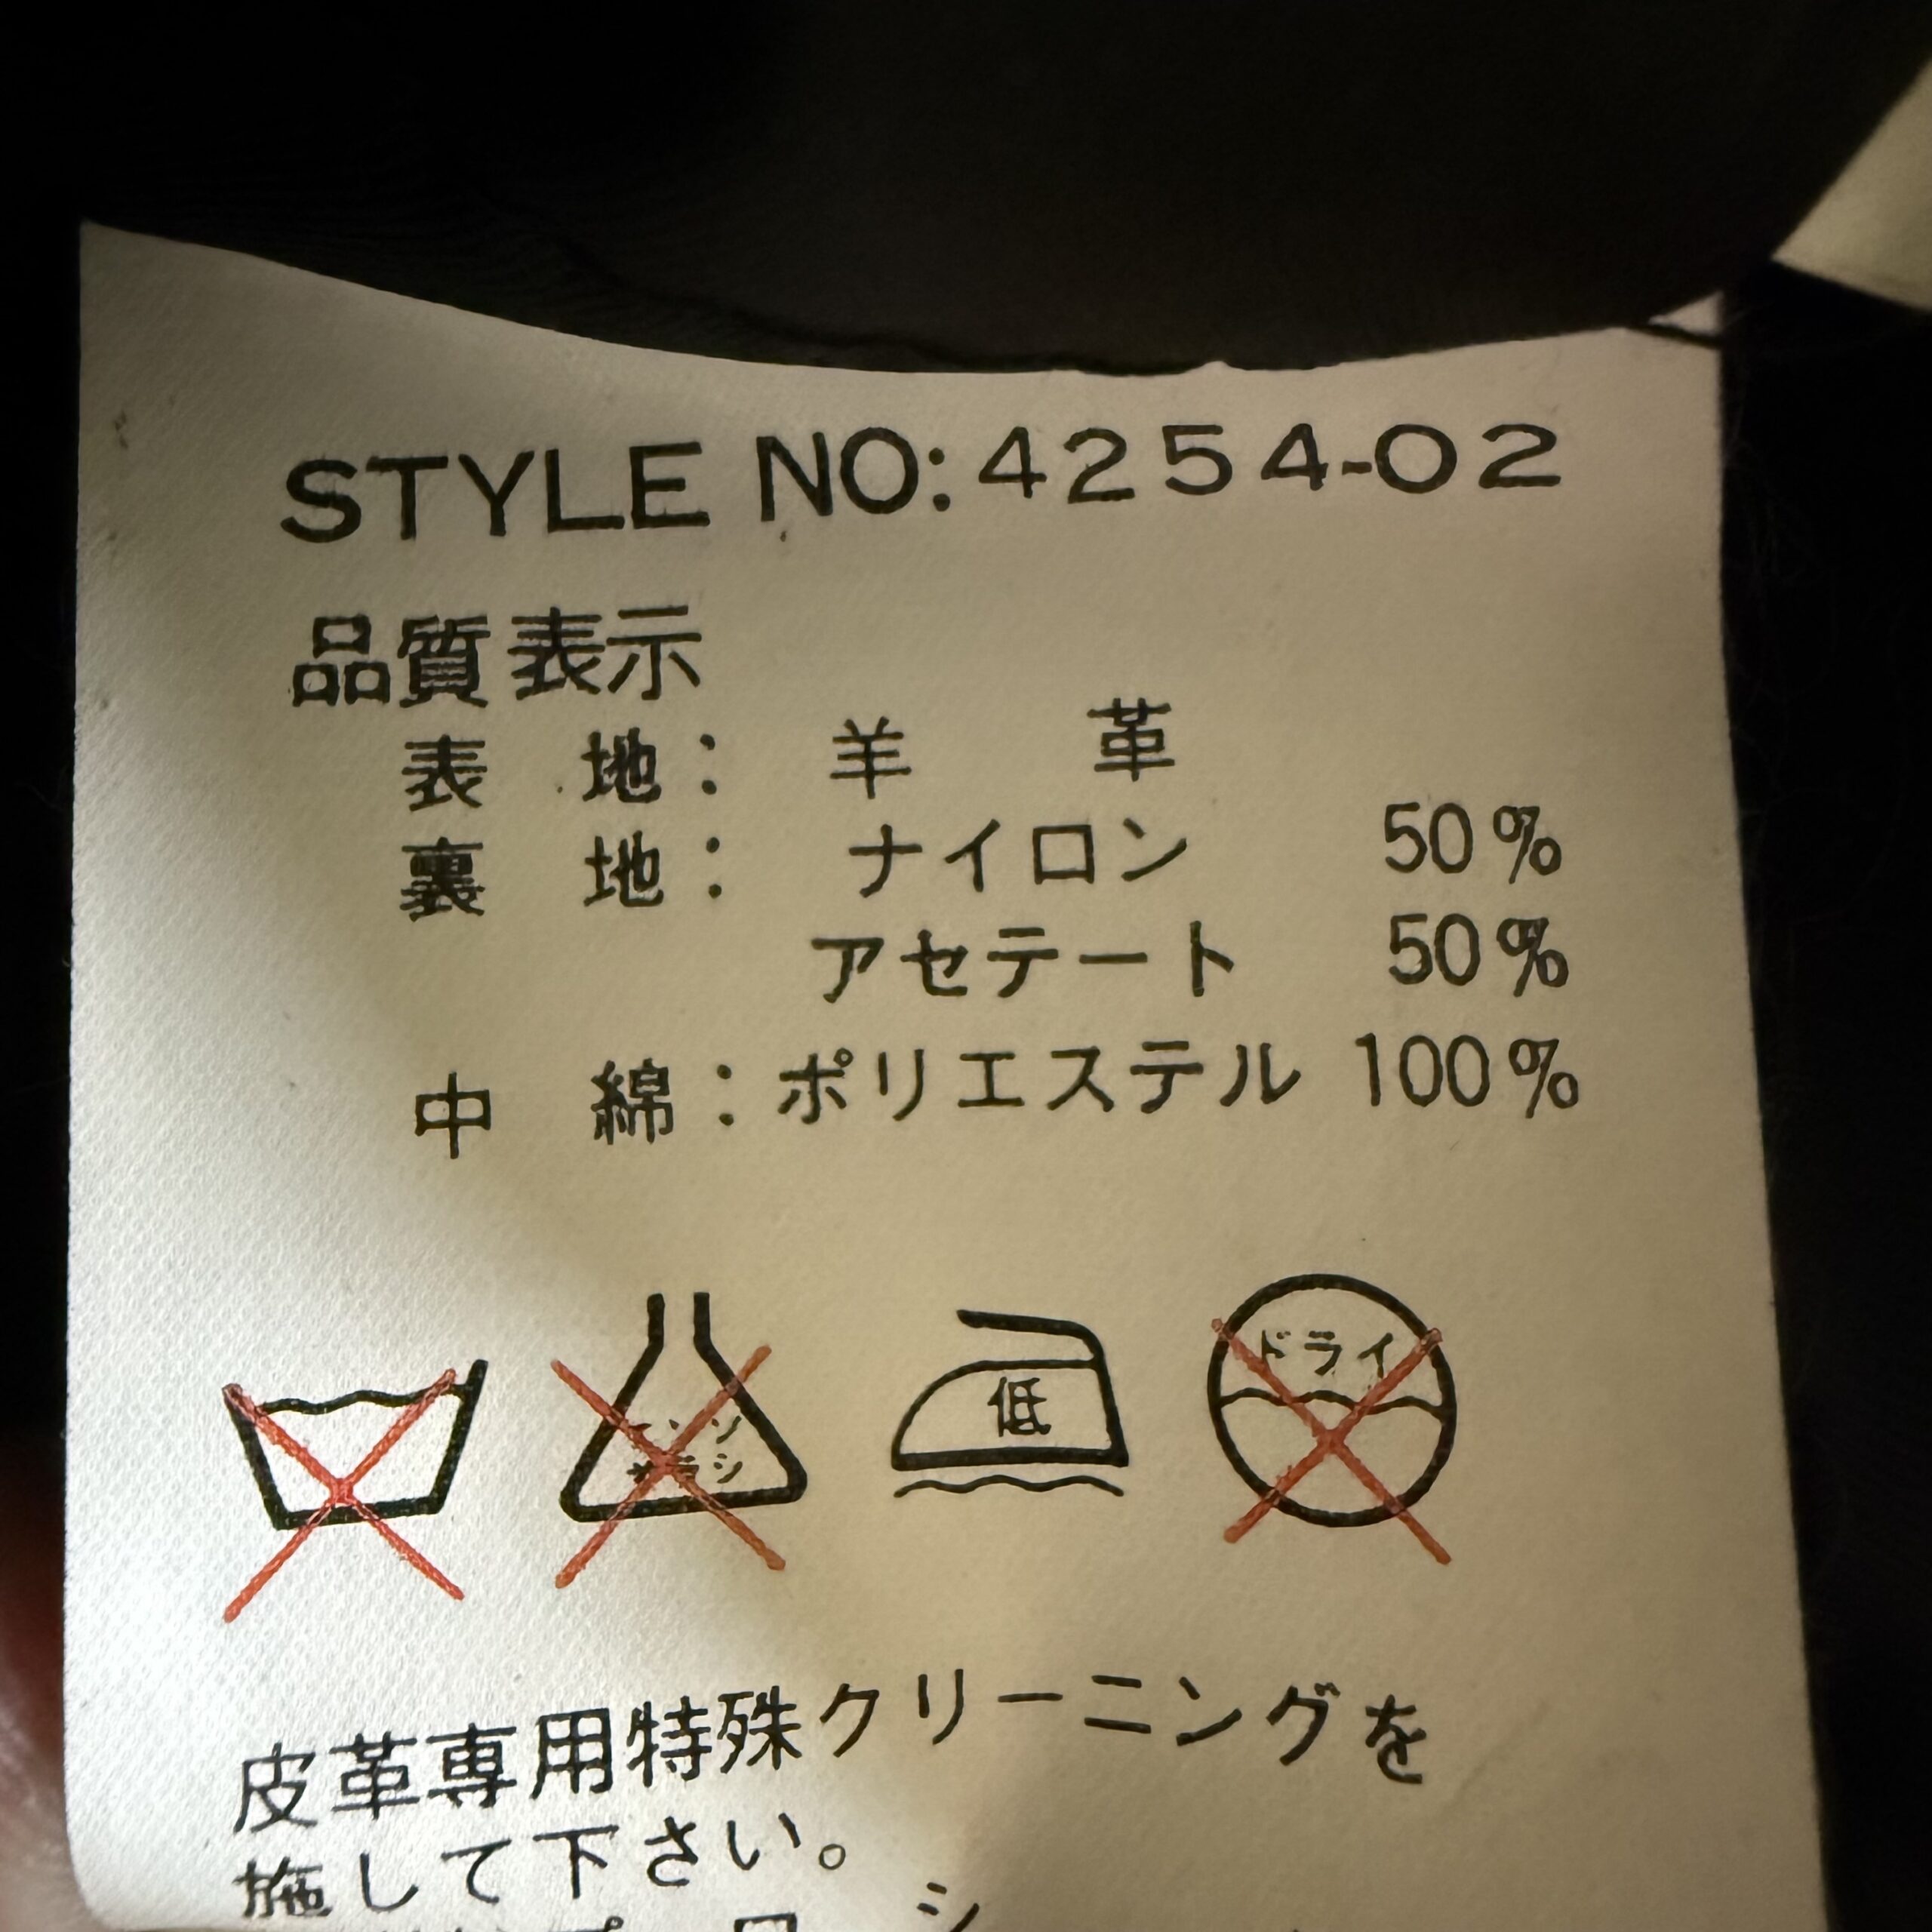 STYLE NO: 4254-02
品質表示
表 地: 羊 革
裏 地: ナイロン 50%
アセテート 50%
中 綿: ポリエステル 100%
低
ドライ
皮革専用特殊クリーニングを
施して下さい。